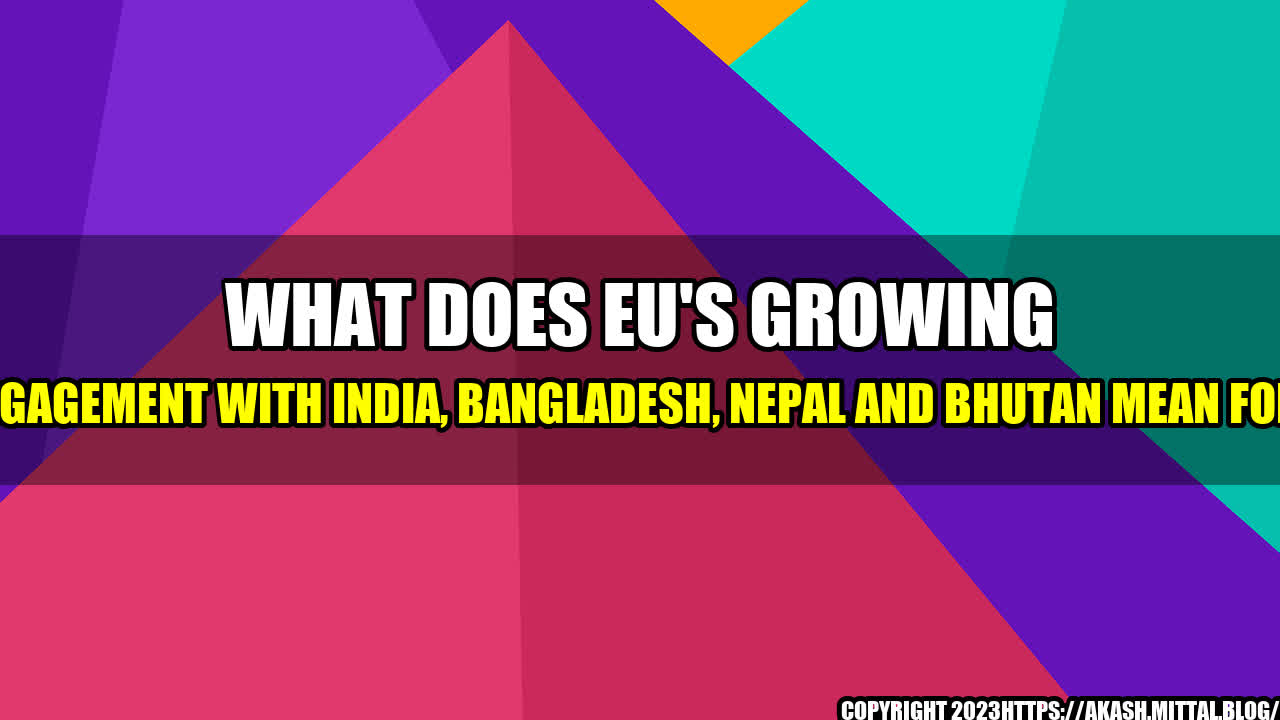 WHAT DOES EU'S GROWING
GAGEMENT WITH INDIA, BANGLADESH, NEPAL AND BHUTAN MEAN FO
COPYRIGHT 2023HTTPS://AKASH.MITTAL.BLOG/